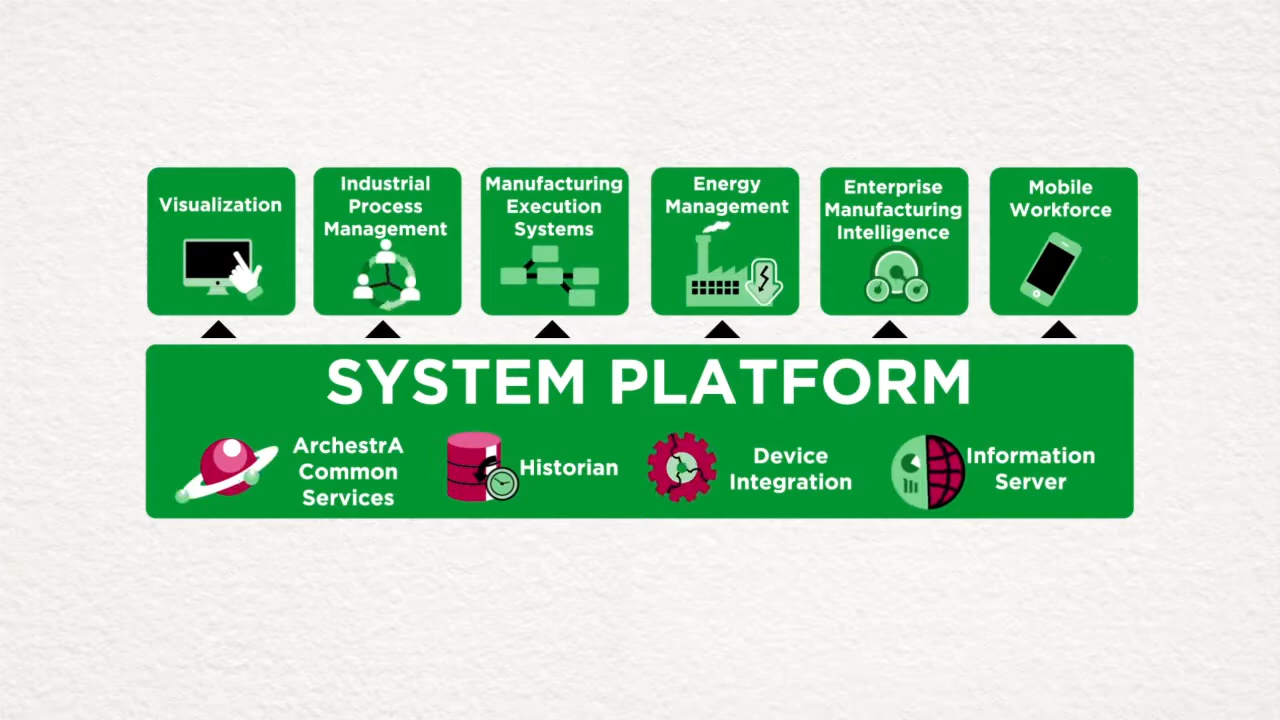 Visualization
Industrial
Process
Management
Manufacturing
Execution
Systems
Energy
Management
Enterprise
Manufacturing
Intelligence
Mobile
Workforce
SYSTEM PLATFORM
ArchestrA
Common
Services
Historian
Device
Integration
Information
Server